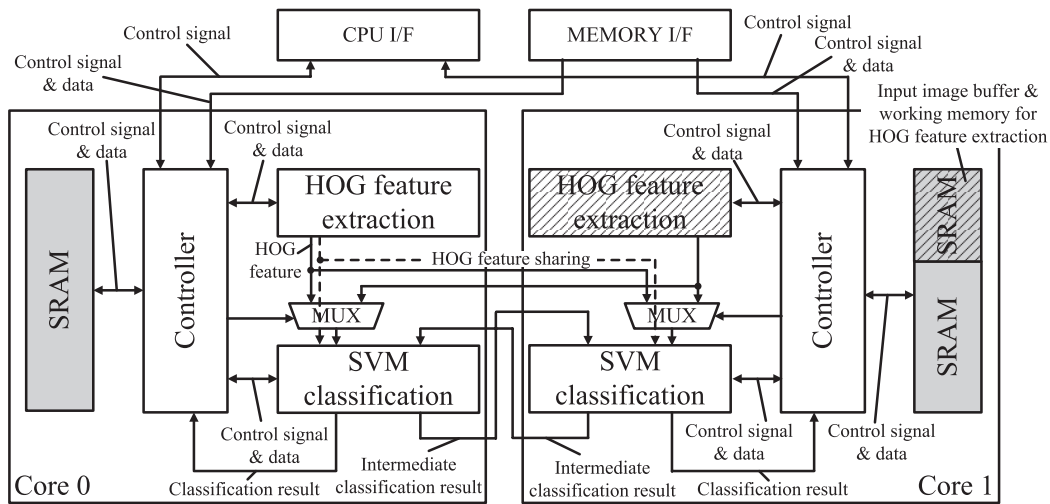 CPU I/F
MEMORY I/F
Control signal
Control signal
& data
Control signal
Control signal
& data
Input image buffer &
working memory for
HOG feature extraction
Control signal
& data
Control signal
& data
Control signal
& data
SRAM
Controller
HOG feature
extraction
HOG feature
extraction
Controller
SRAM
SRAM
HOG
feature
HOG feature sharing
MUX
MUX
SVM
classification
SVM
classification
Control signal
& data
Control signal
& data
Control signal
& data
Intermediate
classification result
Intermediate
classification result
Core 0
Classification result
Classification result
Core 1